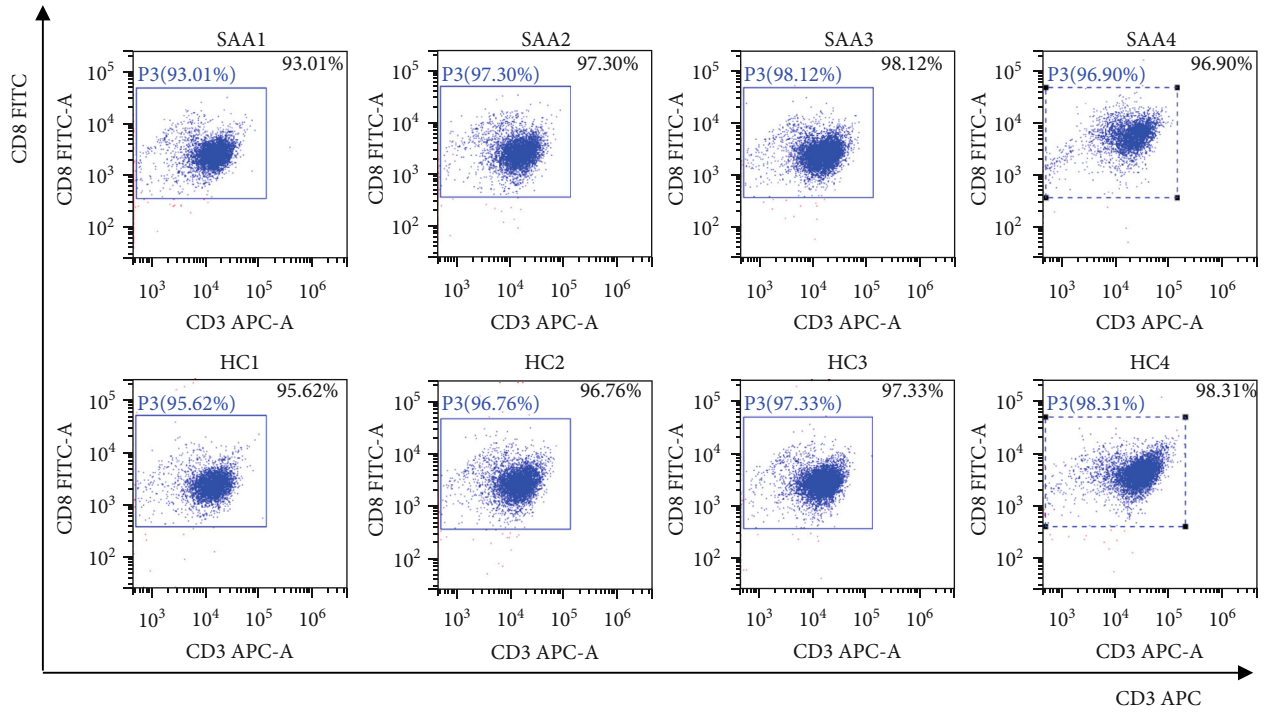 CD8 FITC
SAA1
93.01%
P3(93.01%)
10^5
10^4
10^3
10^2
CD8 FITC-A
10^3 10^4 10^5 10^6
CD3 APC-A
SAA2
97.30%
P3(97.30%)
10^5
10^4
10^3
10^2
CD8 FITC-A
10^3 10^4 10^5 10^6
CD3 APC-A
SAA3
98.12%
P3(98.12%)
10^5
10^4
10^3
10^2
CD8 FITC-A
10^3 10^4 10^5 10^6
CD3 APC-A
SAA4
96.90%
P3(96.90%)
10^5
10^4
10^3
10^2
CD8 FITC-A
10^3 10^4 10^5 10^6
CD3 APC-A
HC1
95.62%
P3(95.62%)
10^5
10^4
10^3
10^2
CD8 FITC-A
10^3 10^4 10^5 10^6
CD3 APC-A
HC2
96.76%
P3(96.76%)
10^5
10^4
10^3
10^2
CD8 FITC-A
10^3 10^4 10^5 10^6
CD3 APC-A
HC3
97.33%
P3(97.33%)
10^5
10^4
10^3
10^2
CD8 FITC-A
10^3 10^4 10^5 10^6
CD3 APC-A
HC4
98.31%
P3(98.31%)
10^5
10^4
10^3
10^2
CD8 FITC-A
10^3 10^4 10^5 10^6
CD3 APC-A
CD3 APC